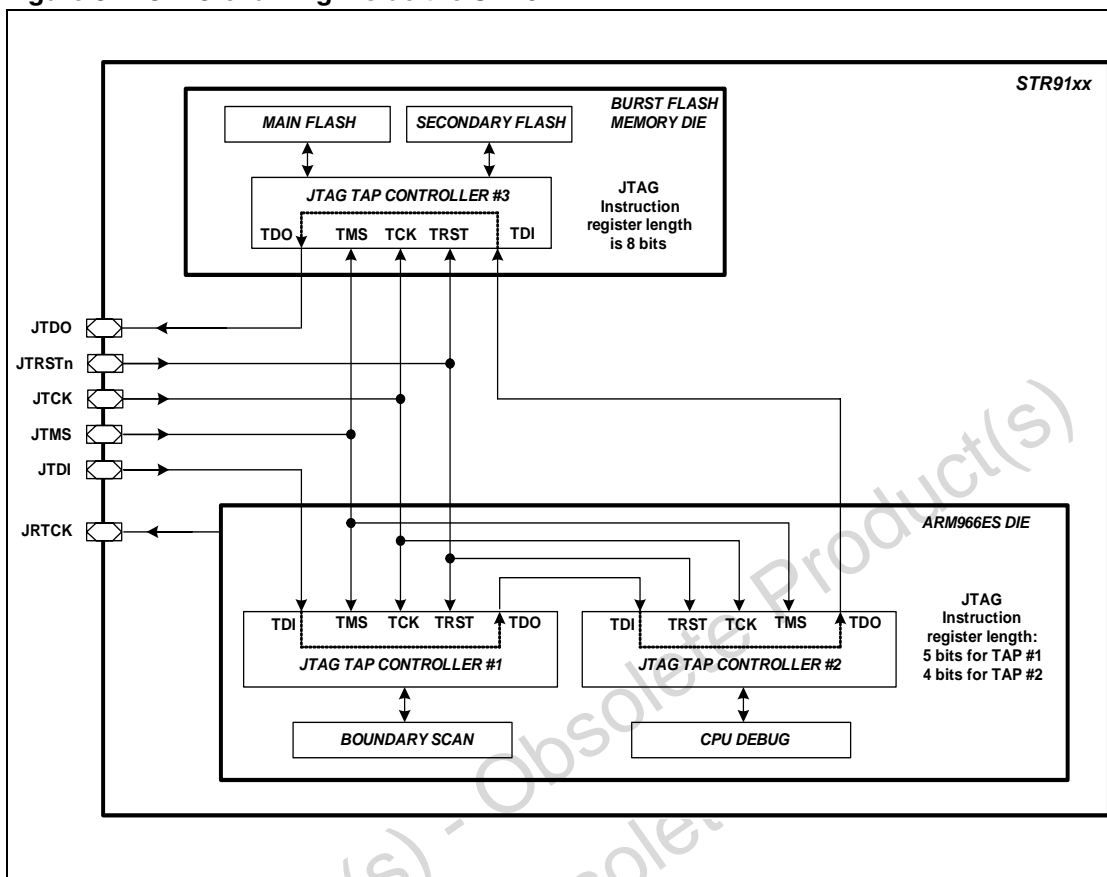 STR91xx
BURST FLASH
MEMORY DIE
MAIN FLASH
SECONDARY FLASH
JTAG TAP CONTROLLER #3
TDO TMS TCK TRST TDI
JTAG
Instruction
register length
is 8 bits
JTDO
JTRSTn
JTCK
JTMS
JTDI
JRTCK
ARM966ES DIE
TDI TMS TCK TRST TDO
JTAG TAP CONTROLLER #1
TDI TRST TCK TMS TDO
JTAG TAP CONTROLLER #2
JTAG
Instruction
register length:
5 bits for TAP #1
4 bits for TAP #2
BOUNDARY SCAN
CPU DEBUG
(s) - Obsolete Product(s)